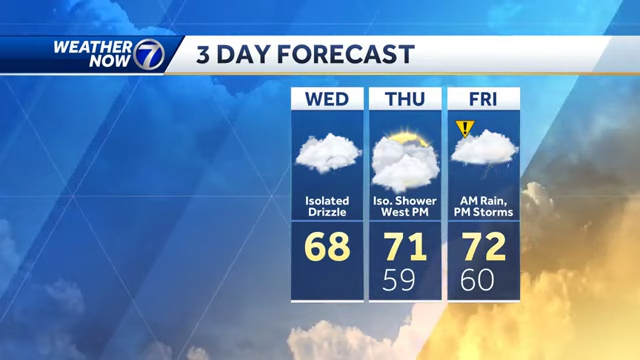 WEATHER
NOW 7
3 DAY FORECAST
WED
THU
FRI
!
Isolated
Drizzle
Iso. Shower
West PM
AM Rain,
PM Storms
68
71
59
72
60